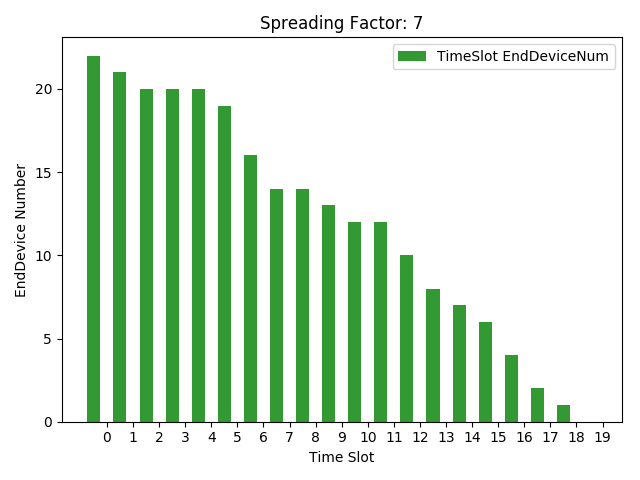 Spreading Factor: 7
TimeSlot EndDeviceNum
EndDevice Number
20
15
10
5
0
0 1 2 3 4 5 6 7 8 9 10 11 12 13 14 15 16 17 18 19
Time Slot